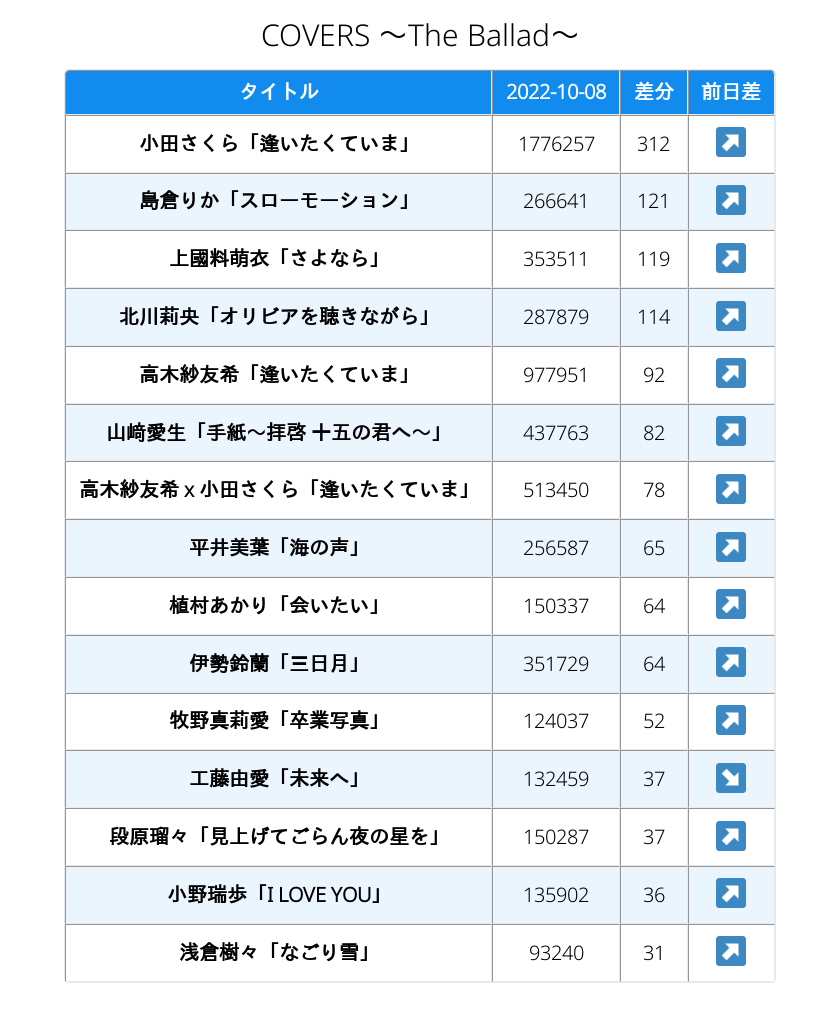 COVERS ～The Ballad～
タイトル 2022-10-08 差分 前日差
小田さくら「逢いたくていま」 1776257 312 ↗
島倉りか「スローモーション」 266641 121 ↗
上國料萌衣「さよなら」 353511 119 ↗
北川莉央「オリビアを聴きながら」 287879 114 ↗
高木紗友希「逢いたくていま」 977951 92 ↗
山﨑愛生「手紙～拝啓 十五の君へ～」 437763 82 ↗
高木紗友希 x 小田さくら「逢いたくていま」 513450 78 ↗
平井美葉「海の声」 256587 65 ↗
植村あかり「会いたい」 150337 64 ↗
伊勢鈴蘭「三日月」 351729 64 ↗
牧野真莉愛「卒業写真」 124037 52 ↗
工藤由愛「未来へ」 132459 37 ↘
段原瑠々「見上げてごらん夜の星を」 150287 37 ↗
小野瑞歩「I LOVE YOU」 135902 36 ↗
浅倉樹々「なごり雪」 93240 31 ↗